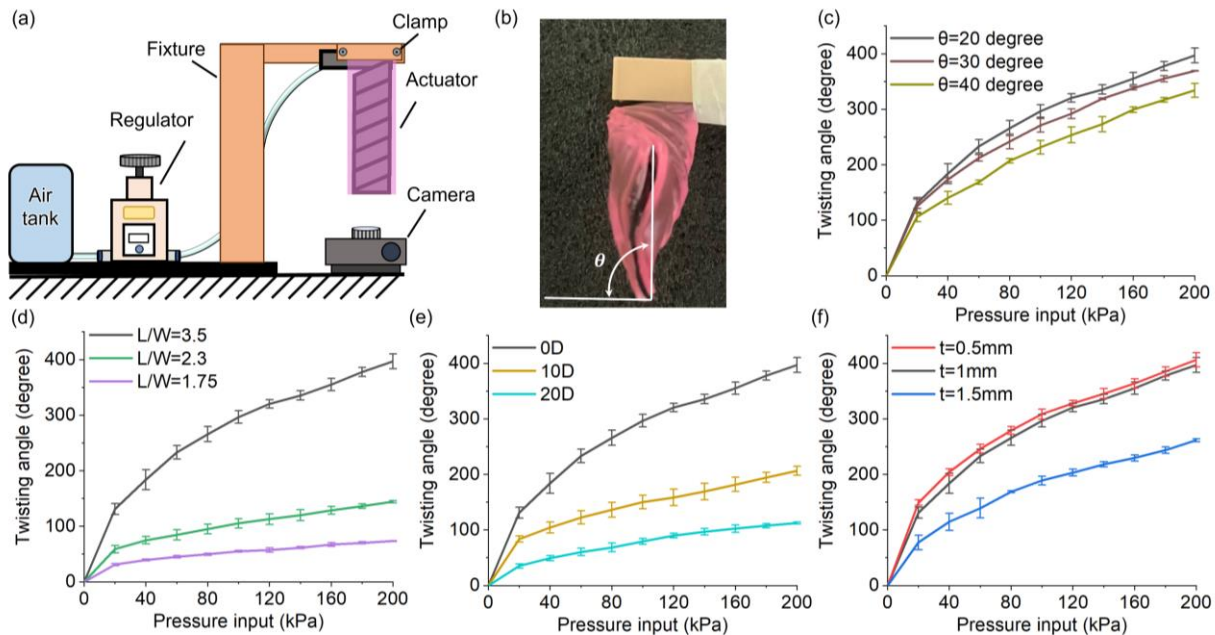 (a)
Fixture
Clamp
Actuator
Regulator
Air
tank
Camera
(b)
θ
(c)
θ=20 degree
θ=30 degree
θ=40 degree
Twisting angle (degree)
400
300
200
100
0
0 40 80 120 160 200
Pressure input (kPa)
(d)
L/W=3.5
L/W=2.3
L/W=1.75
Twisting angle (degree)
400
300
200
100
0
0 40 80 120 160 200
Pressure input (kPa)
(e)
0D
10D
20D
Twisting angle (degree)
400
300
200
100
0
0 40 80 120 160 200
Pressure input (kPa)
(f)
t=0.5mm
t=1mm
t=1.5mm
Twisting angle (degree)
400
300
200
100
0
0 40 80 120 160 200
Pressure input (kPa)